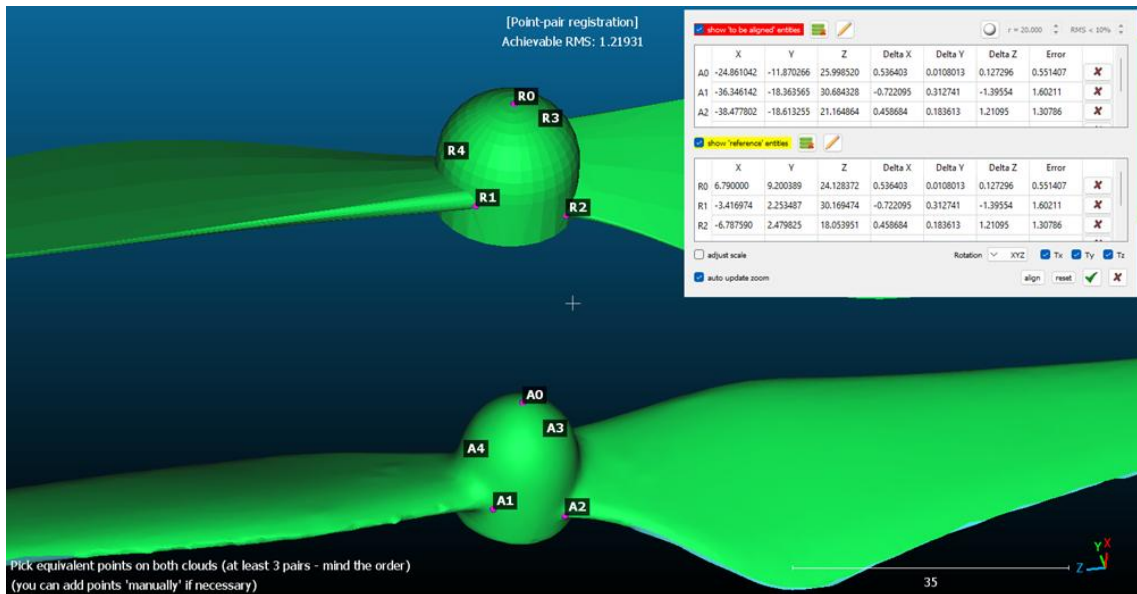 [Point-pair registration]
Achievable RMS: 1.21931
show 'to be aligned' entities
r = 20.000
RMS < 10%
X Y Z Delta X Delta Y Delta Z Error
A0 -24.861042 -11.870266 25.998520 0.536403 0.0108013 0.127296 0.551407
A1 -36.346142 -18.363565 30.684328 -0.722095 0.312741 -1.39554 1.60211
A2 -38.477802 -18.613255 21.164864 0.458684 0.183613 1.21095 1.30786
show 'reference' entities
X Y Z Delta X Delta Y Delta Z Error
R0 6.790000 9.200389 24.128372 0.536403 0.0108013 0.127296 0.551407
R1 -3.416974 2.253487 30.169474 -0.722095 0.312741 -1.39554 1.60211
R2 -6.787590 2.479825 18.053951 0.458684 0.183613 1.21095 1.30786
adjust scale
Rotation XYZ Tx Ty Tz
auto update zoom
align reset
R0
R3
R4
R1
R2
A0
A3
A4
A1
A2
Pick equivalent points on both clouds (at least 3 pairs - mind the order)
(you can add points 'manually' if necessary)
35
Y X
Z